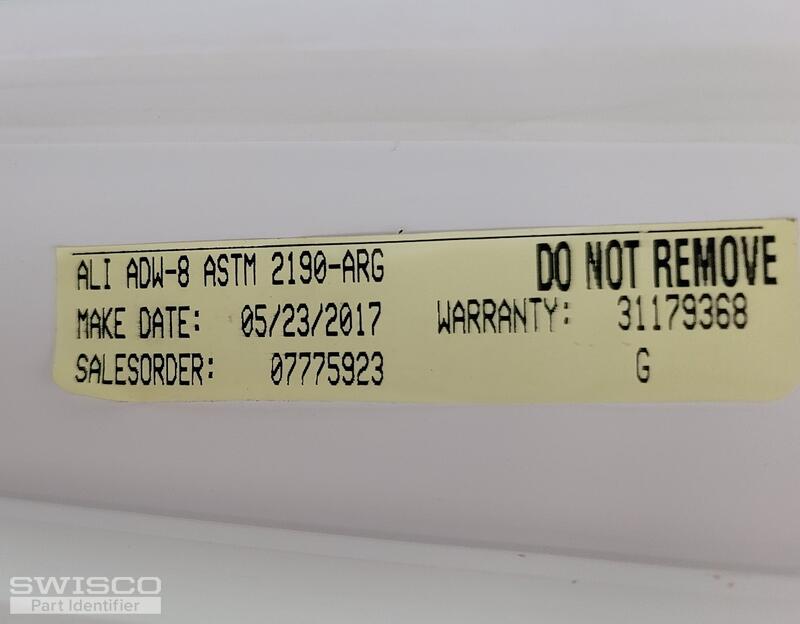 ALI ADW-8 ASTM 2190-ARG DO NOT REMOVE
MAKE DATE: 05/23/2017 WARRANTY: 31179368
SALESORDER: 07775923 G
SWISCO
Part Identifier